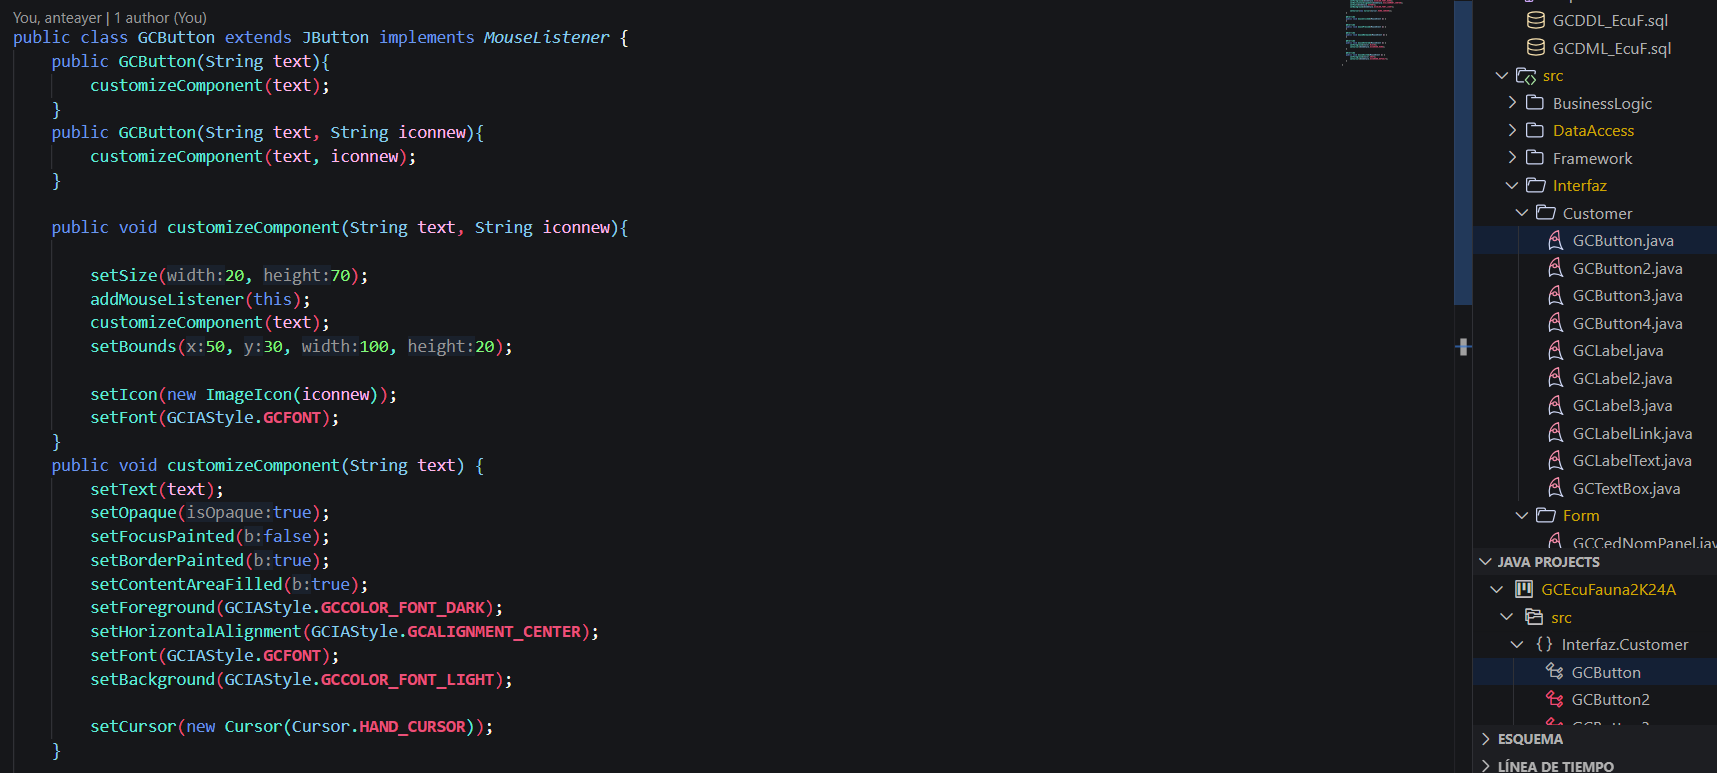 You, anteayer | 1 author (You)
public class GCButton extends JButton implements MouseListener {
public GCButton(String text){
customizeComponent(text);
}
public GCButton(String text, String iconnew){
customizeComponent(text, iconnew);
}
public void customizeComponent(String text, String iconnew){
setSize(width:20, height:70);
addMouseListener(this);
customizeComponent(text);
setBounds(x:50, y:30, width:100, height:20);
setIcon(new ImageIcon(iconnew));
setFont(GCIAStyle.GCFONT);
}
public void customizeComponent(String text) {
setText(text);
setOpaque(isOpaque:true);
setFocusPainted(b:false);
setBorderPainted(b:true);
setContentAreaFilled(b:true);
setForeground(GCIAStyle.GCCOLOR_FONT_DARK);
setHorizontalAlignment(GCIAStyle.GCALIGNMENT_CENTER);
setFont(GCIAStyle.GCFONT);
setBackground(GCIAStyle.GCCOLOR_FONT_LIGHT);
setCursor(new Cursor(Cursor.HAND_CURSOR));
}
GCDDL_EcuF.sql
GCDML_EcuF.sql
src
BusinessLogic
DataAccess
Framework
Interfaz
Customer
GCButton.java
GCButton2.java
GCButton3.java
GCButton4.java
GCLabel.java
GCLabel2.java
GCLabel3.java
GCLabelLink.java
GCLabelText.java
GCTextBox.java
Form
GCCedNomPanel.jav
JAVA PROJECTS
GCEcuFauna2K24A
src
{} Interfaz.Customer
GCButton
GCButton2
ESQUEMA
LÍNEA DE TIEMPO